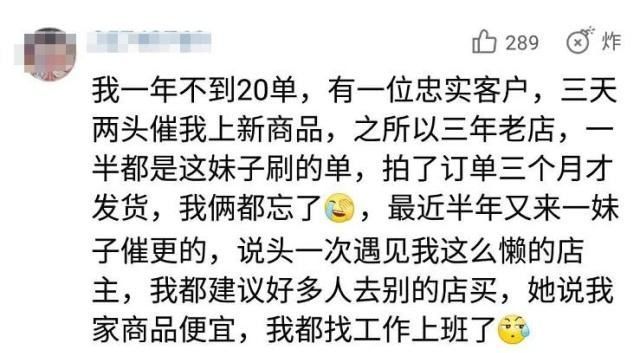 289 炸
我一年不到20单，有一位忠实客户，三天
两头催我上新商品，之所以三年老店，一
半都是这妹子刷的单，拍了订单三个月才
发货，我俩都忘了，最近半年又来一妹
子催更的，说头一次遇见我这么懒的店
主，我都建议好多人去别的店买，她说我
家商品便宜，我都找工作上班了